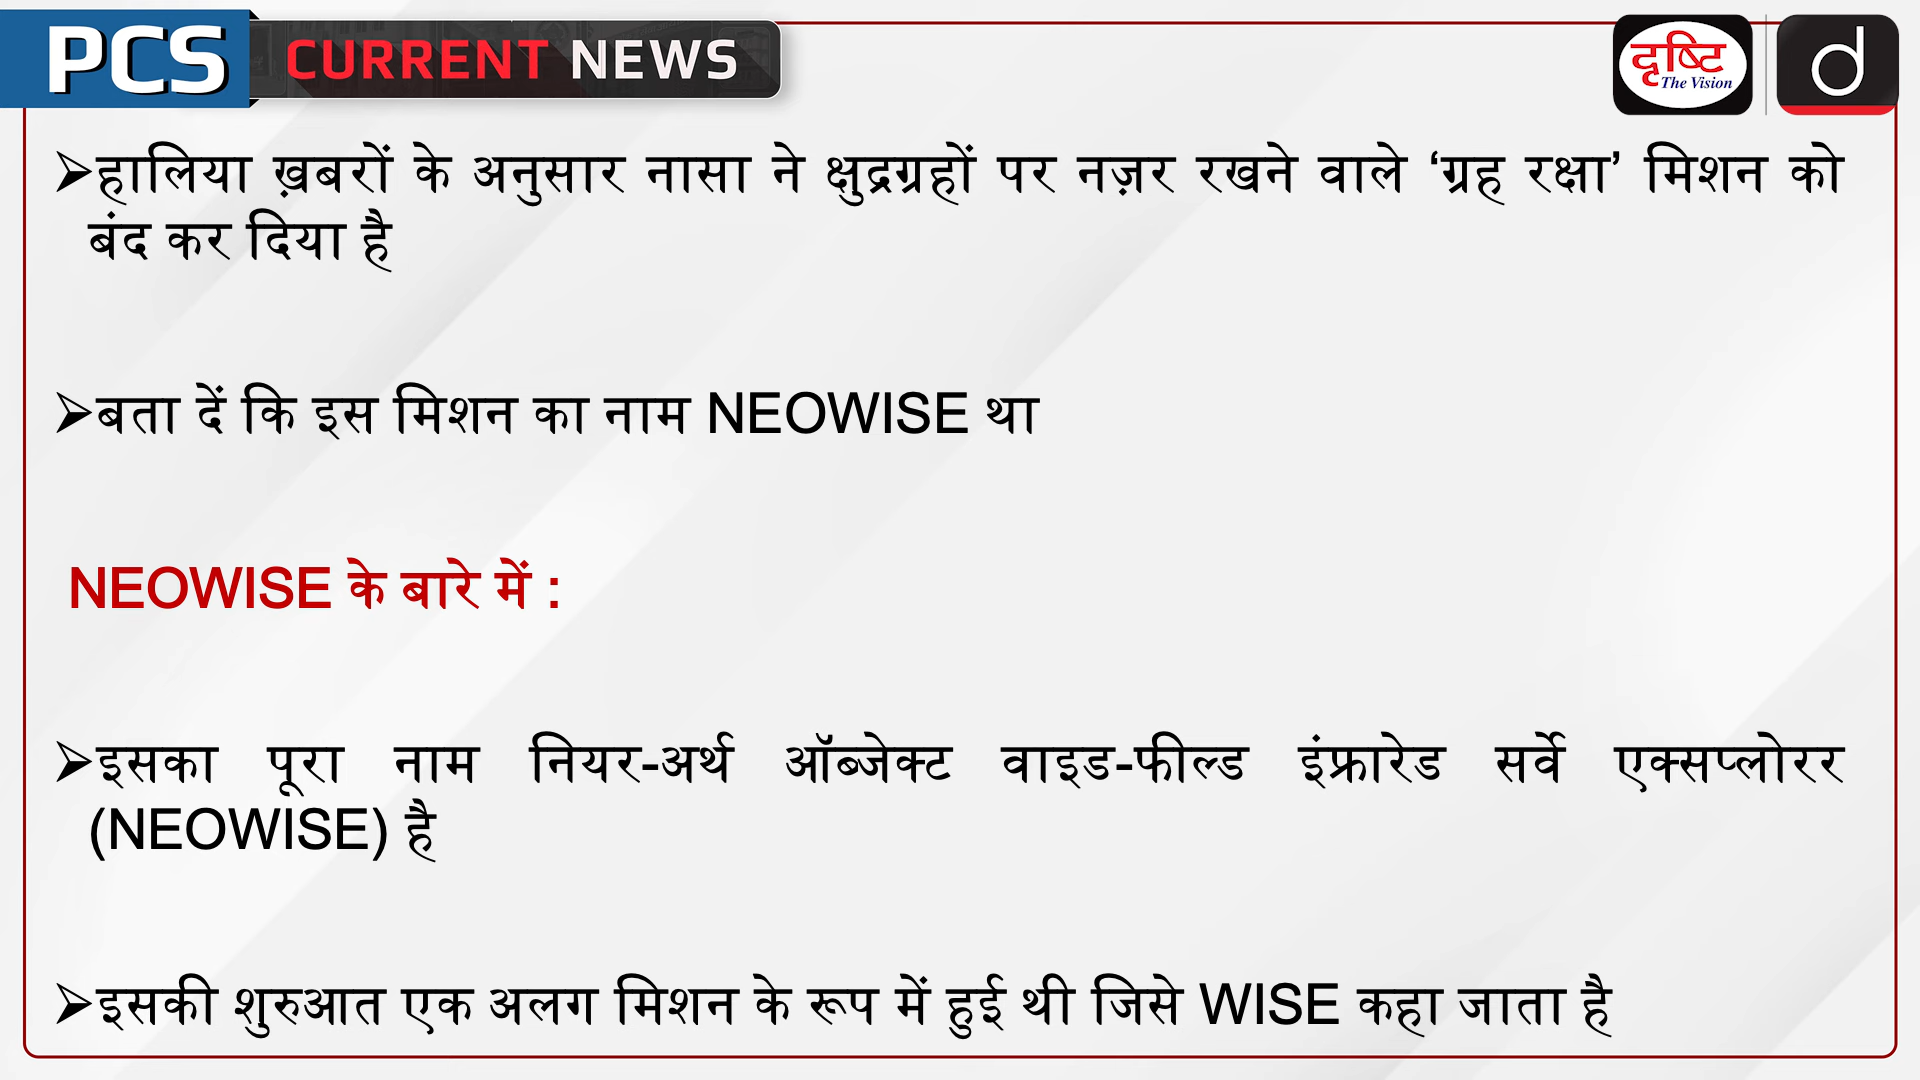 PCS CURRENT NEWS
दृष्टि
The Vision
d
➢हालिया ख़बरों के अनुसार नासा ने क्षुद्रग्रहों पर नज़र रखने वाले ‘ग्रह रक्षा’ मिशन को
बंद कर दिया है
➢बता दें कि इस मिशन का नाम NEOWISE था
NEOWISE के बारे में :
➢इसका पूरा नाम नियर-अर्थ ऑब्जेक्ट वाइड-फील्ड इंफ्रारेड सर्वे एक्सप्लोरर
(NEOWISE) है
➢इसकी शुरुआत एक अलग मिशन के रूप में हुई थी जिसे WISE कहा जाता है